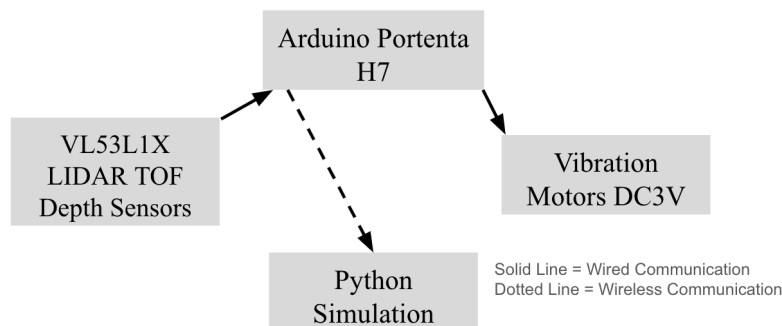 Arduino Portenta
H7
VL53L1X
LIDAR TOF
Depth Sensors
Vibration
Motors DC3V
Python
Simulation
Solid Line = Wired Communication
Dotted Line = Wireless Communication